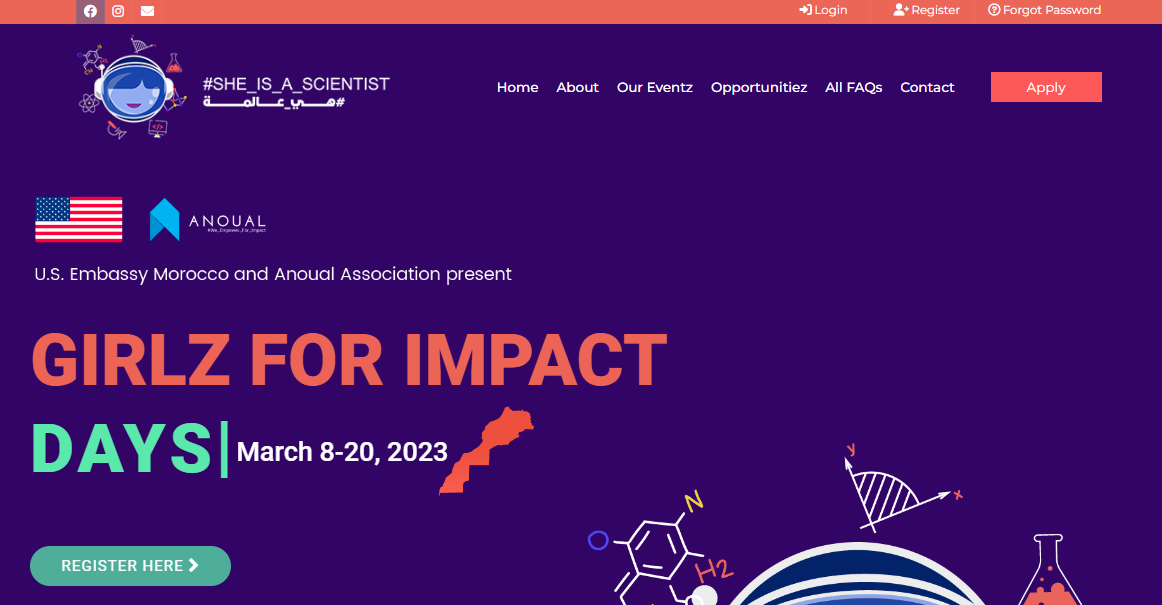 Login
Register
Forgot Password
#SHE_IS_A_SCIENTIST
#هـــي_عـالمــــة
Home
About
Our Eventz
Opportunitiez
All FAQs
Contact
Apply
ANOUAL
#We_Empower_For_Impact
U.S. Embassy Morocco and Anoual Association present
GIRLZ FOR IMPACT
DAYS| March 8-20, 2023
y
x
N
O
H2
REGISTER HERE